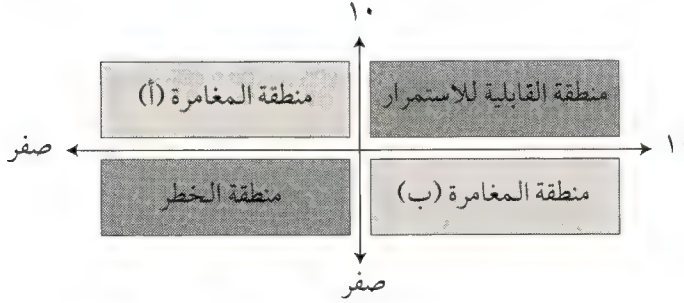 ١٠
منطقة القابلية للاستمرار
منطقة المغامرة (أ)
١
صفر
منطقة المغامرة (ب)
منطقة الخطر
صفر